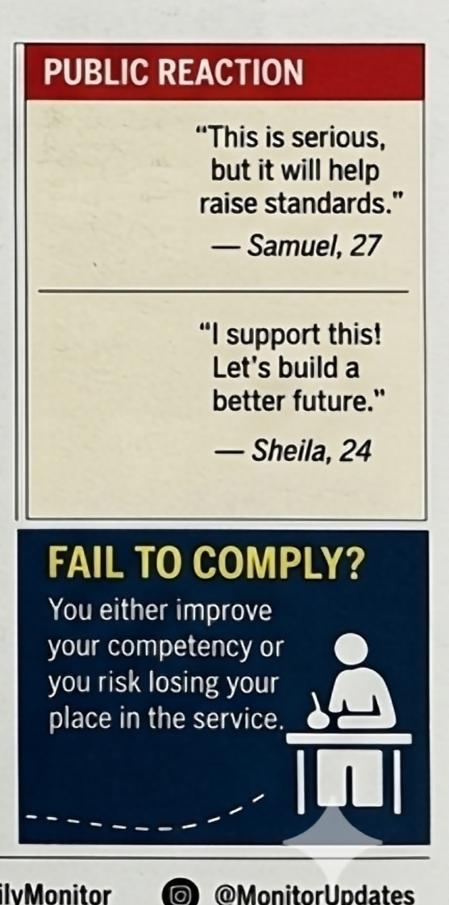 PUBLIC REACTION
“This is serious,
but it will help
raise standards.”
— Samuel, 27
“I support this!
Let’s build a
better future.”
— Sheila, 24
FAIL TO COMPLY?
You either improve
your competency or
you risk losing your
place in the service.
ilyMonitor
@MonitorUpdates